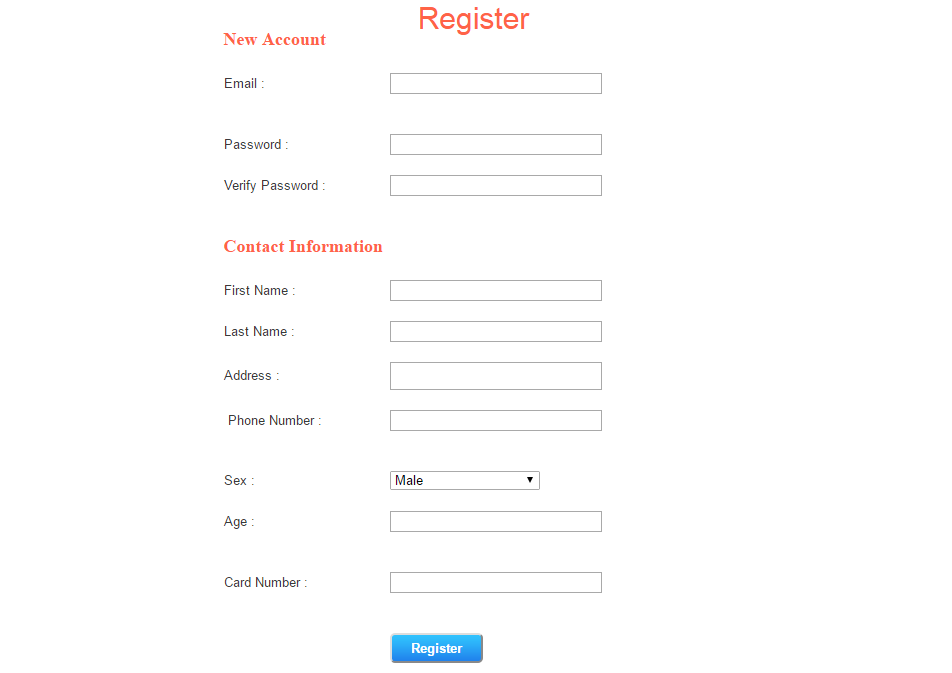 Register
New Account
Email :
Password :
Verify Password :
Contact Information
First Name :
Last Name :
Address :
Phone Number :
Sex : Male
Age :
Card Number :
Register